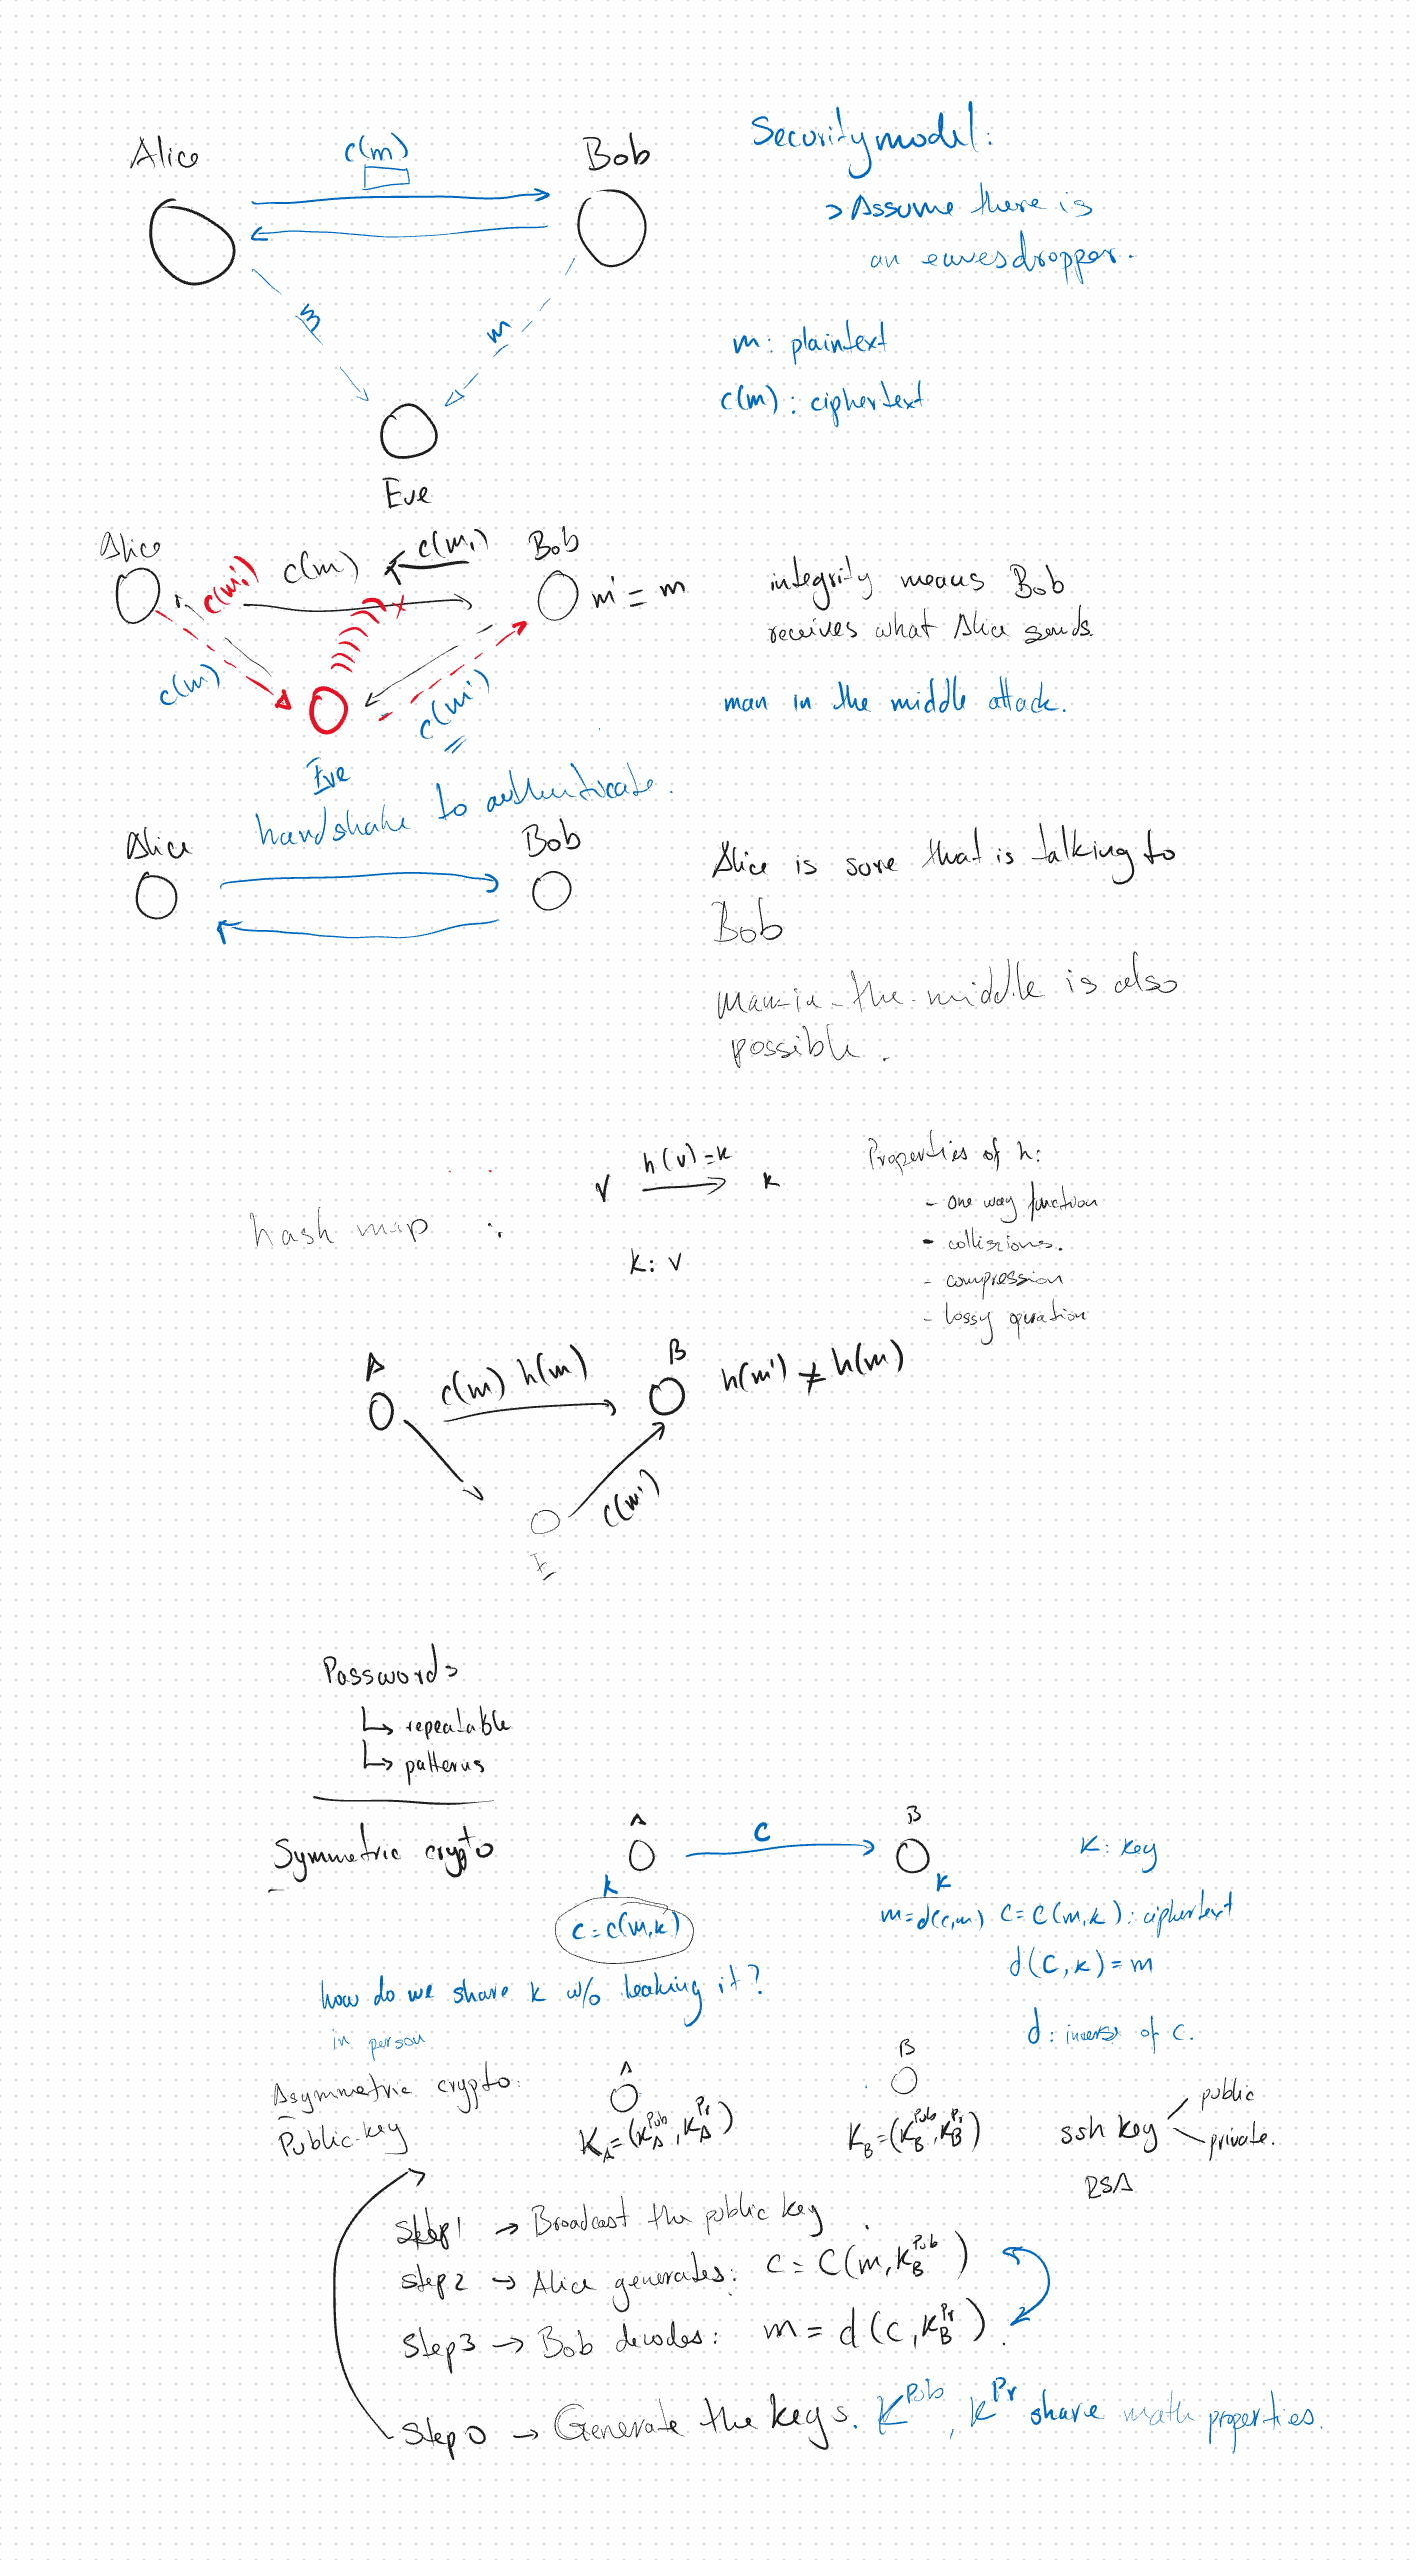 Alice
c(m)
Bob
Security model:
> Assume there is
an eavesdropper.
m
m
m: plaintext
c(m): ciphertext
Eve
Alice
c(m')
c(m)
c(m₁)
Bob
m' = m
integrity means Bob
receives what Alice sends
c(m)
c(m')
man in the middle attack.
Eve
handshake to authenticate.
Alice
Bob
Alice is sure that is talking to
Bob
Man-in-the-middle is also
possible.
hash map :
v h(v)=k k
k: v
Properties of h:
- one way function
- collisions.
- compression
- lossy operation
A
c(m) h(m)
B
h(m') ≠ h(m)
c(m')
E
Passwords
↳ repeatable
↳ patterns
Symmetric crypto
A
c
B
k
k
K: key
c=c(m,k)
m=d(c,m)
c=C(m,k): ciphertext
d(c,k)=m
d: inverse of c.
how do we share k w/o leaking it?
in person
Asymmetric crypto:
Public-key
A
K_A=(K_A^Pub, K_A^Pr)
B
K_B=(K_B^Pub, K_B^Pr)
ssh key
public
private.
RSA
Step 1 → Broadcast the public key
Step 2 → Alice generates: c = C(m, K_B^Pub)
Step 3 → Bob decodes: m = d(c, K_B^Pr)
Step 0 → Generate the keys. K^Pub, K^Pr share math properties.